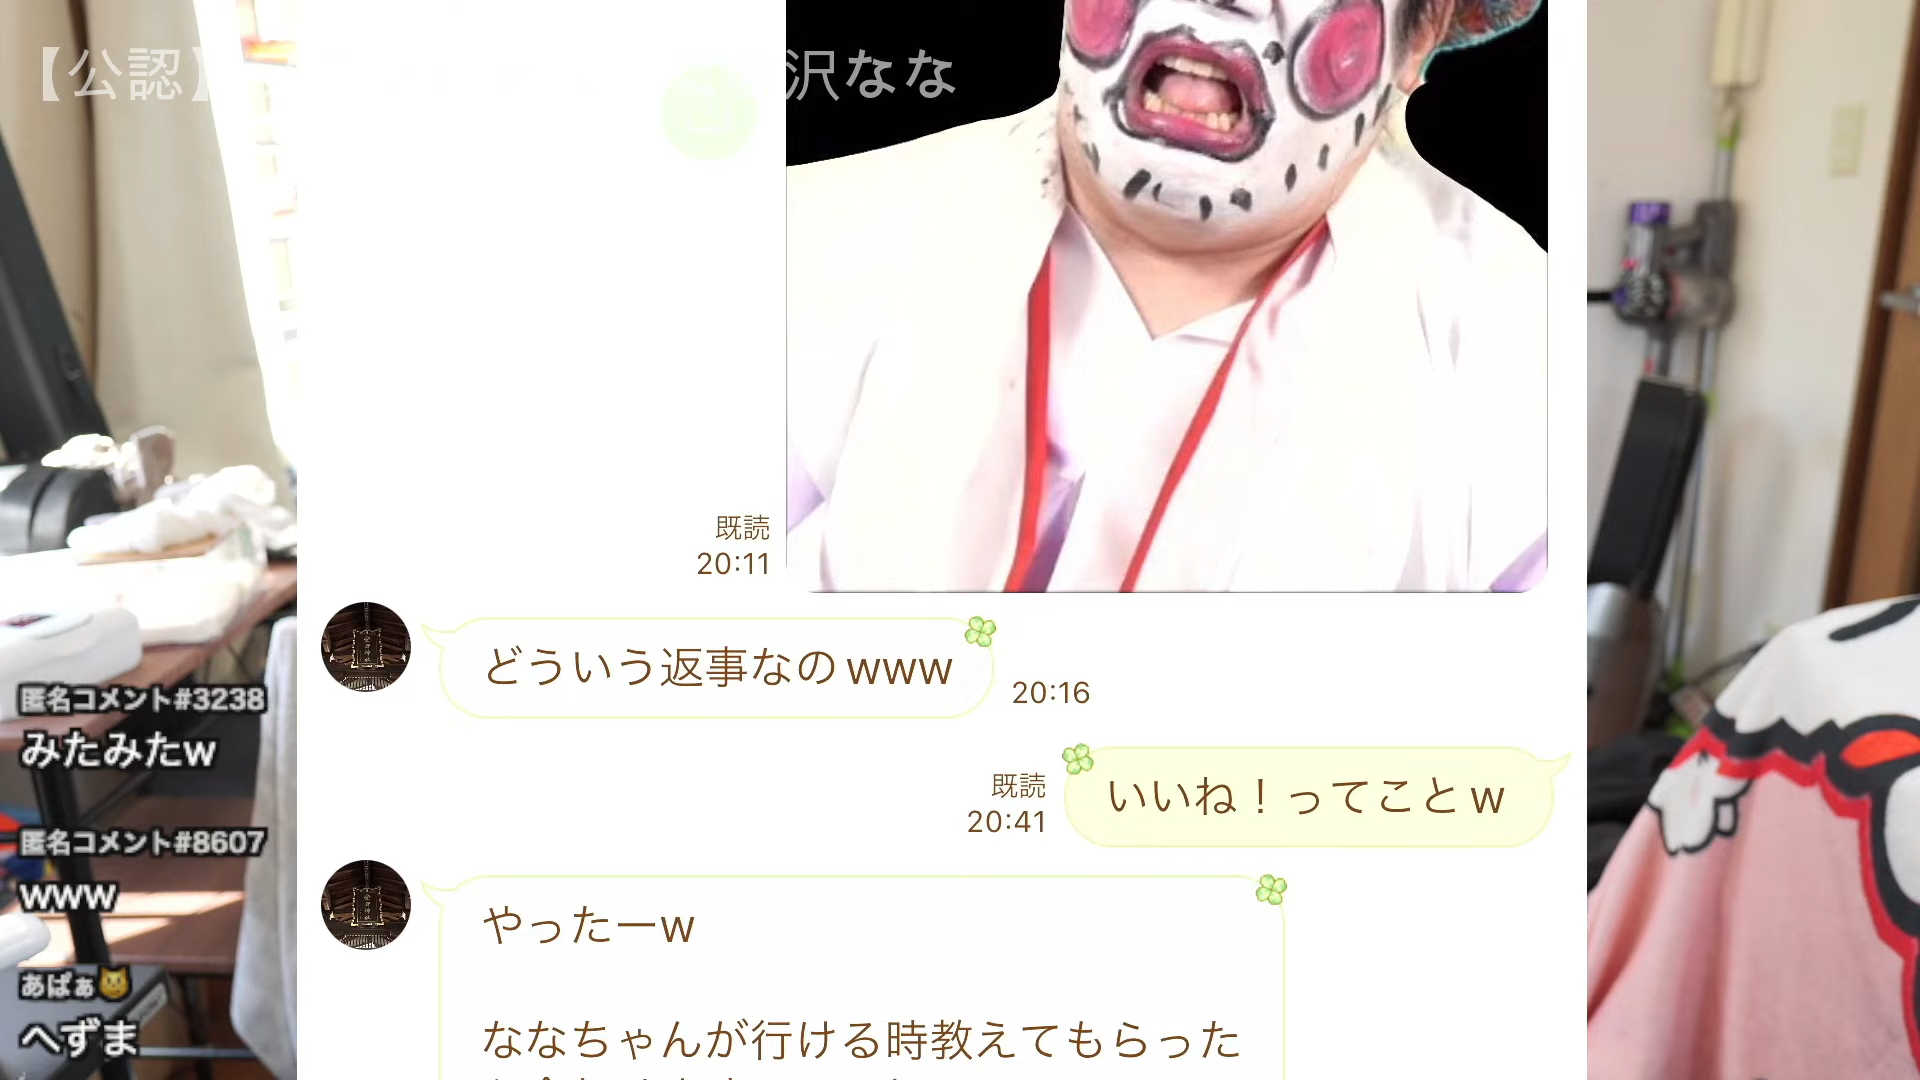 【公認】
沢なな
既読
20:11
どういう返事なのwww
20:16
いいね！ってことw
既読
20:41
やったーw
ななちゃんが行ける時教えてもらった
匿名コメント#3238
みたみたw
匿名コメント#8607
www
あぱぁ😺
へずま